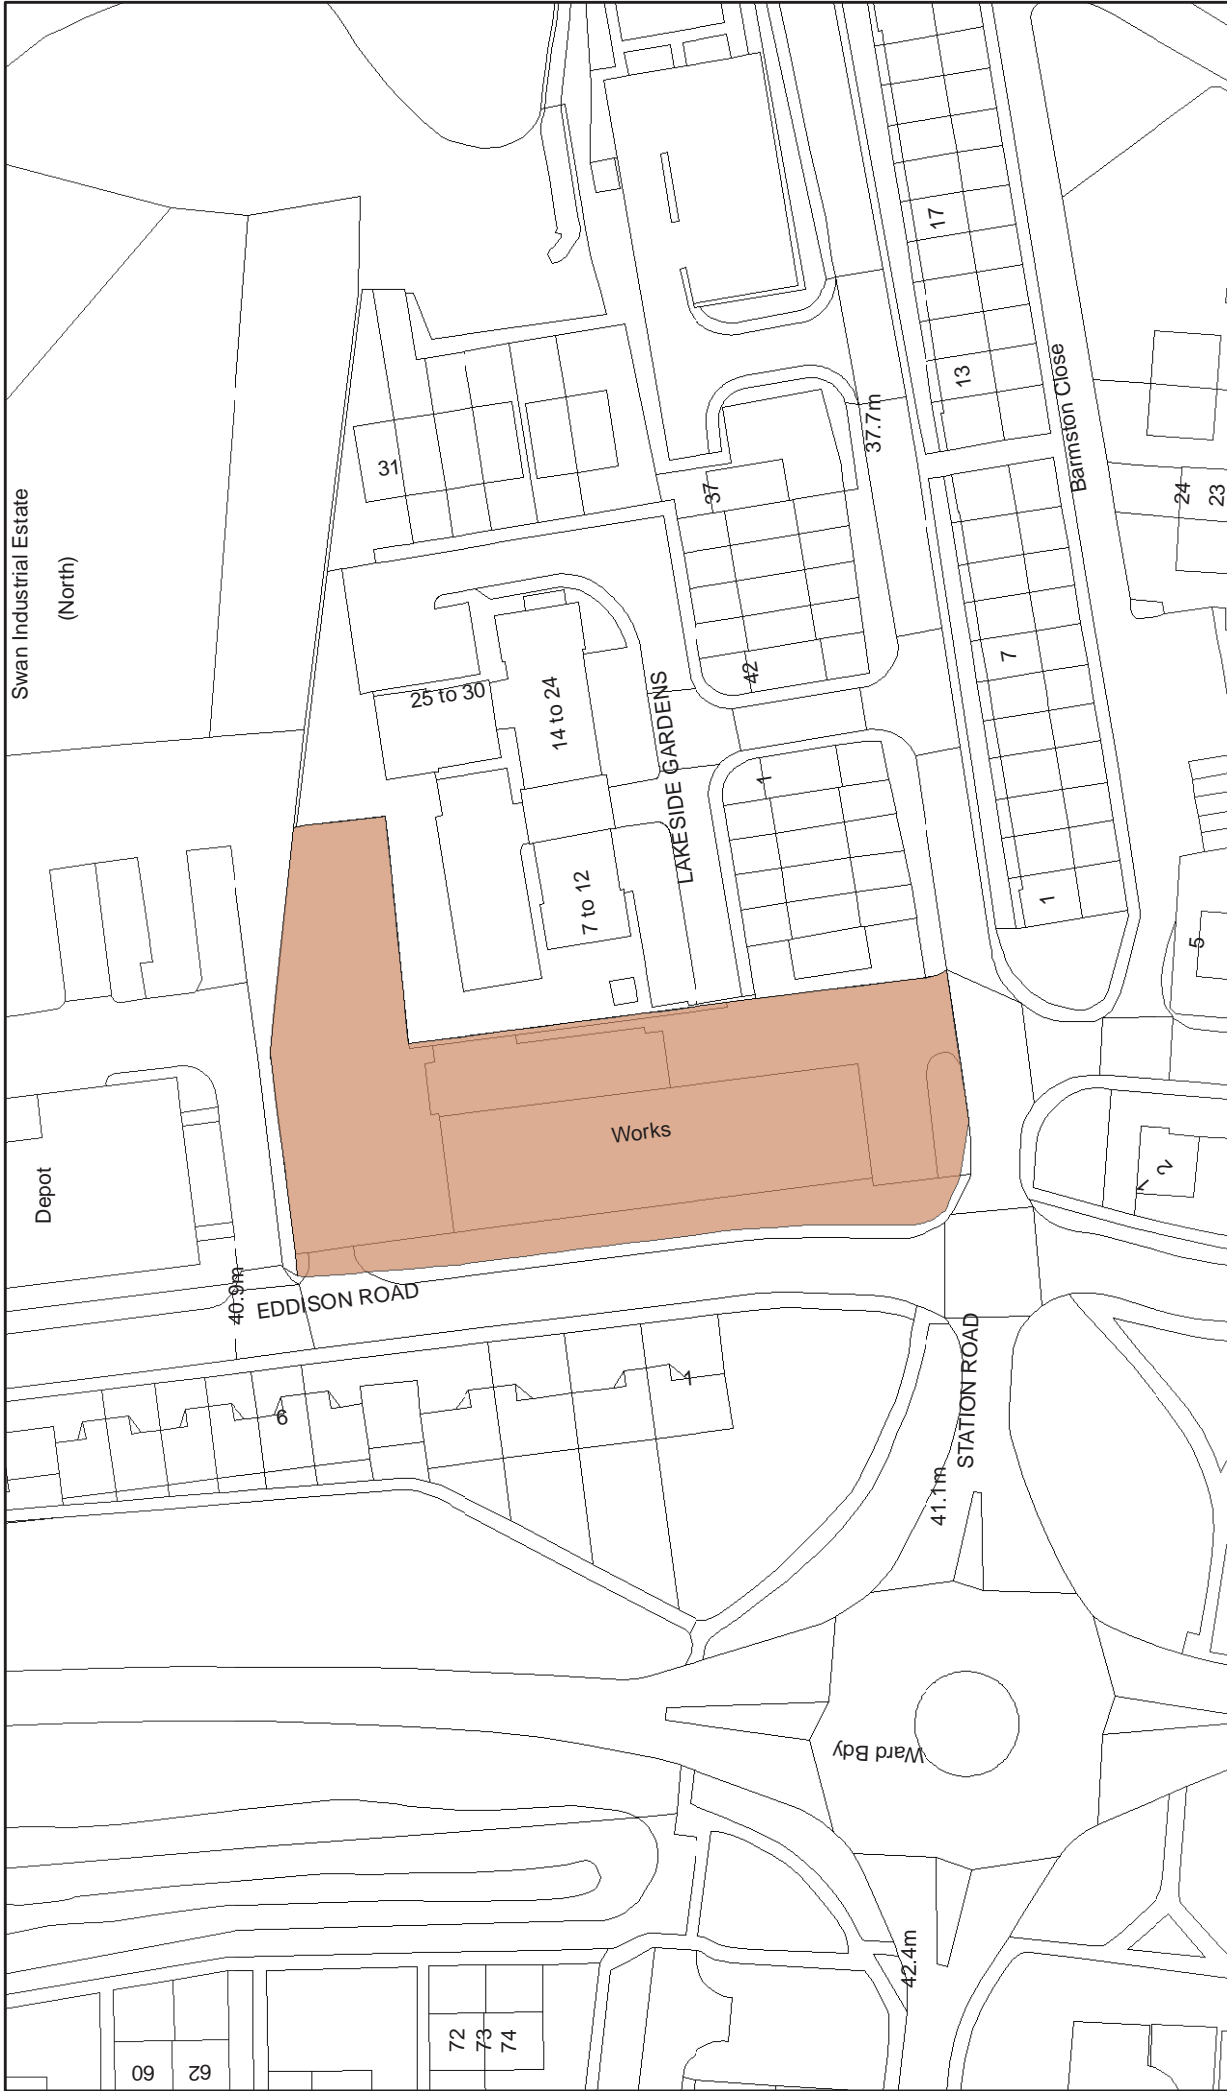 Swan Industrial Estate
(North)
17
13
31
37.7m
Barmston Close
37
24
23
25 to 30
14 to 24
42
7
LAKESIDE GARDENS
1
7 to 12
1
5
Works
Depot
2
40.9m
EDDISON ROAD
1
6
STATION ROAD
41.1m
Ward Bdy
42.4m
72
73
74
60
62